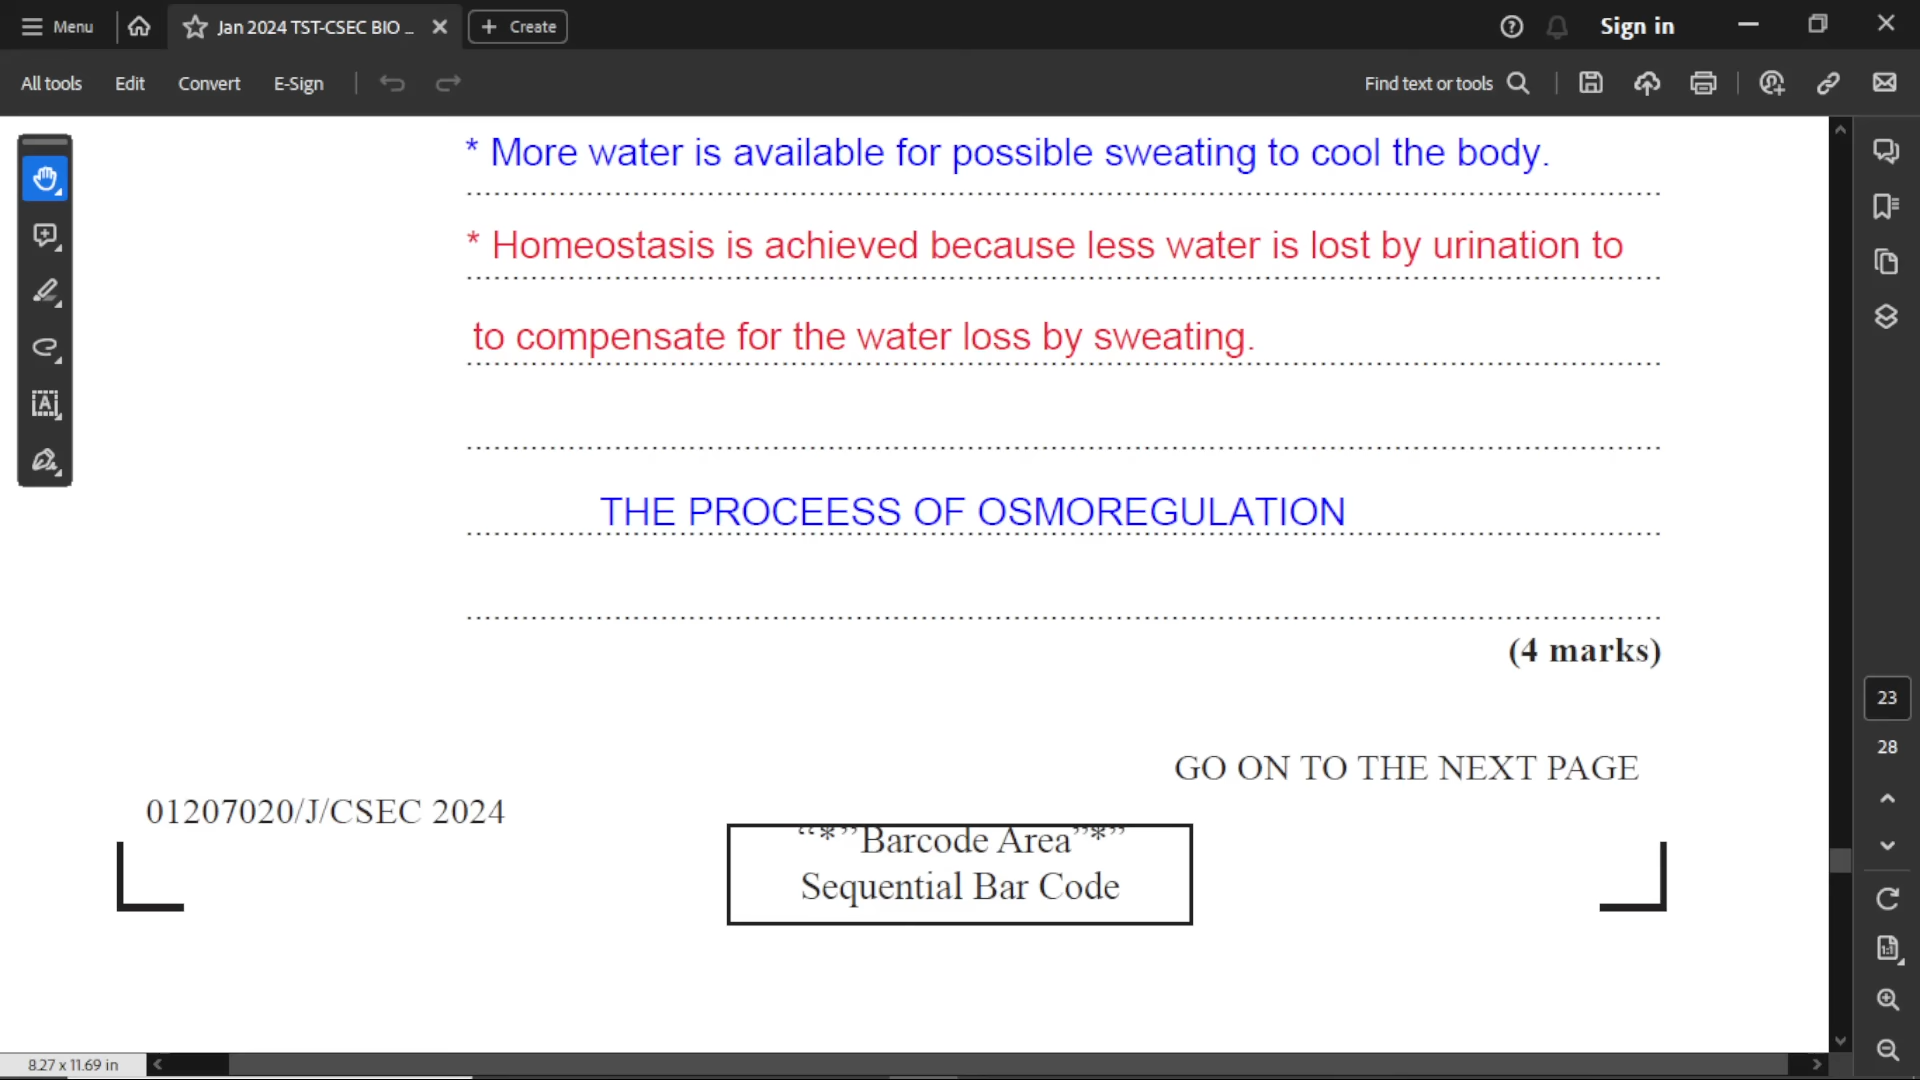 Menu
Jan 2024 TST-CSEC BIO _
Create
Sign in
All tools
Edit
Convert
E-Sign
Find text or tools
* More water is available for possible sweating to cool the body.
* Homeostasis is achieved because less water is lost by urination to
to compensate for the water loss by sweating.
THE PROCEESS OF OSMOREGULATION
(4 marks)
GO ON TO THE NEXT PAGE
01207020/J/CSEC 2024
“*”Barcode Area”*”
Sequential Bar Code
23
28
8.27 x 11.69 in